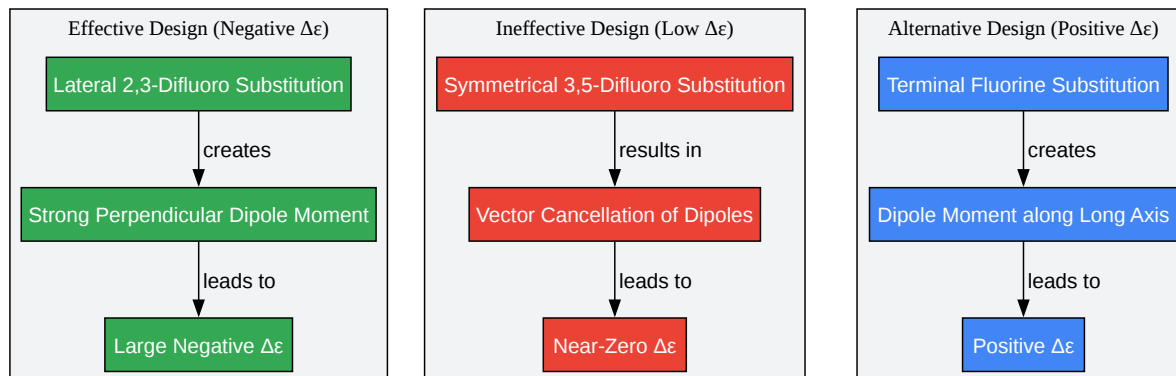 Effective Design (Negative Δε)
Lateral 2,3-Difluoro Substitution
creates
Strong Perpendicular Dipole Moment
leads to
Large Negative Δε
Ineffective Design (Low Δε)
Symmetrical 3,5-Difluoro Substitution
results in
Vector Cancellation of Dipoles
leads to
Near-Zero Δε
Alternative Design (Positive Δε)
Terminal Fluorine Substitution
creates
Dipole Moment along Long Axis
leads to
Positive Δε